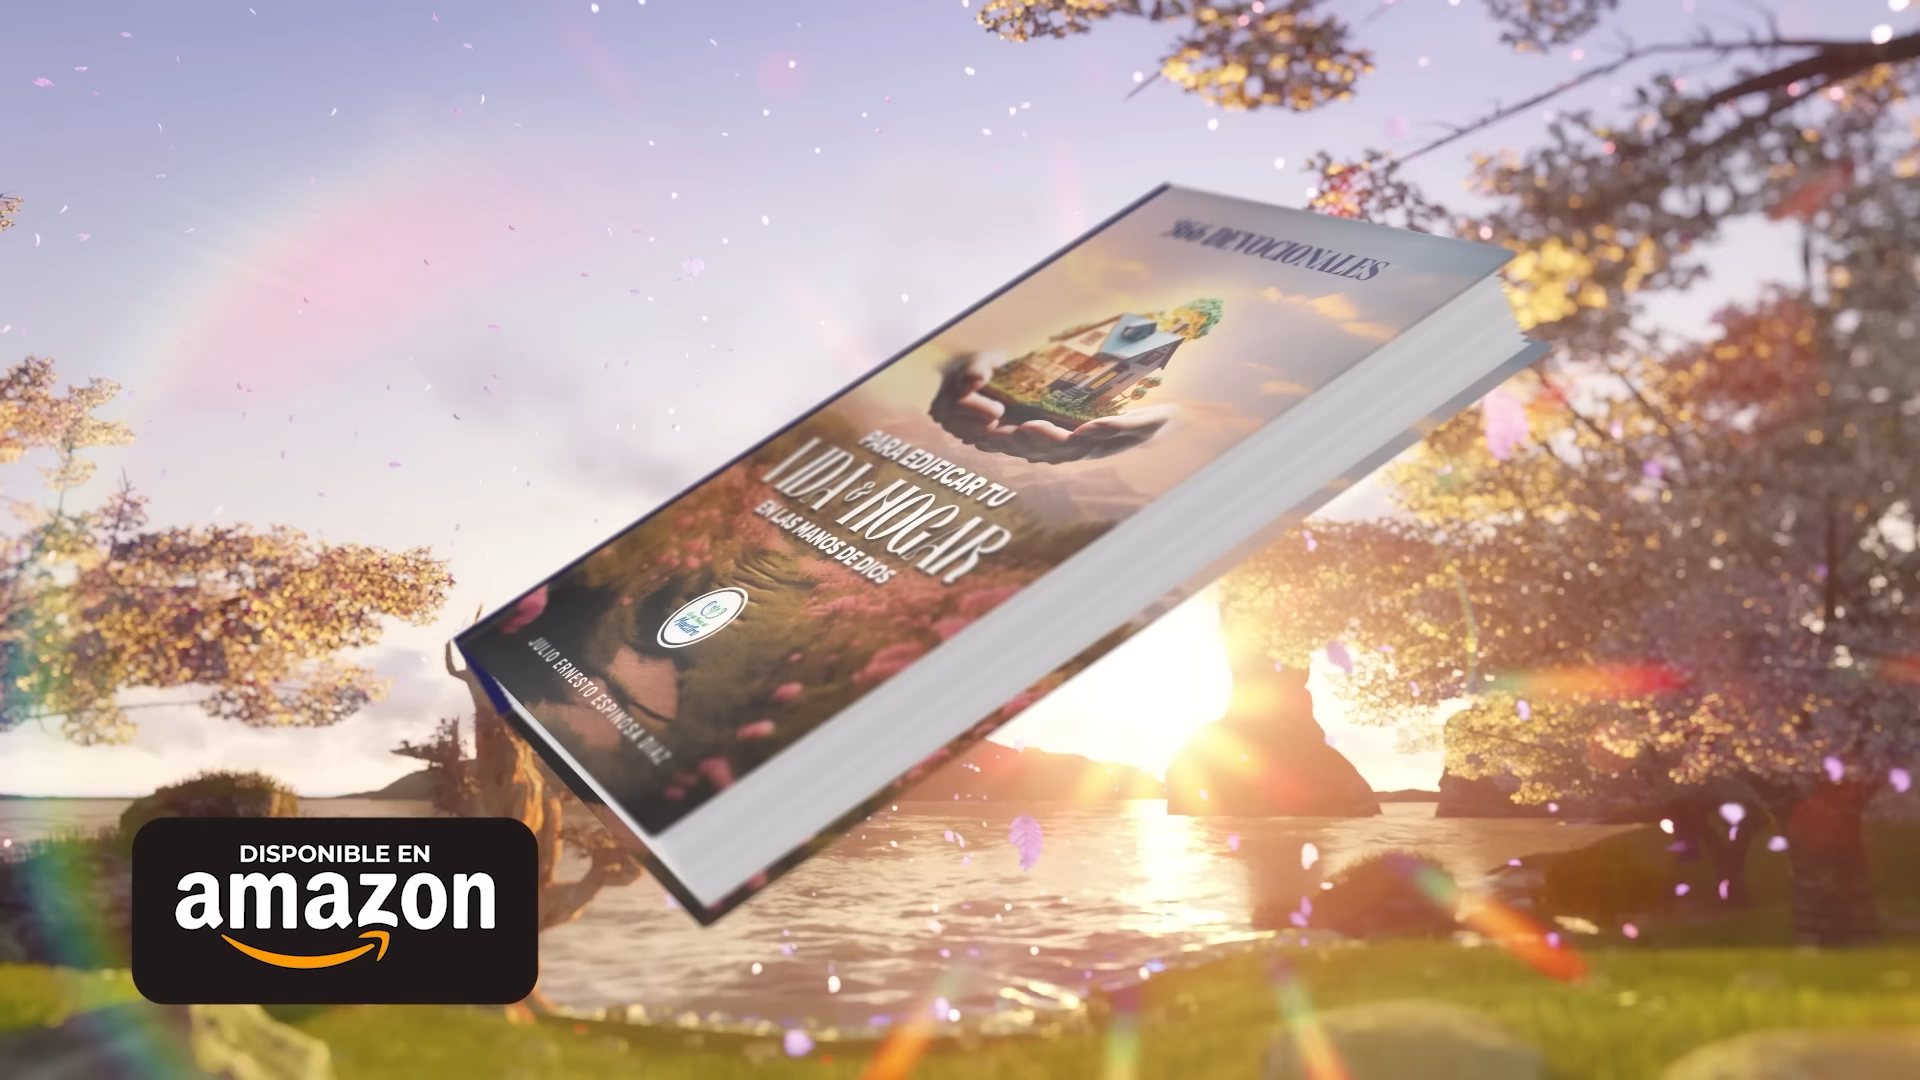 366 DEVOCIONALES
PARA EDIFICAR TU
VIDA & HOGAR
EN LAS MANOS DE DIOS
Maestro
JULIO ERNESTO ESPINOSA DIAZ
DISPONIBLE EN
amazon